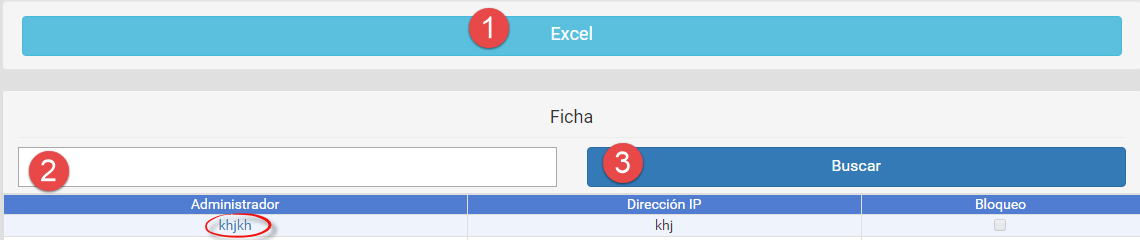 1 Excel
Ficha
2 3 Buscar
Administrador Dirección IP Bloqueo
khjkh khj